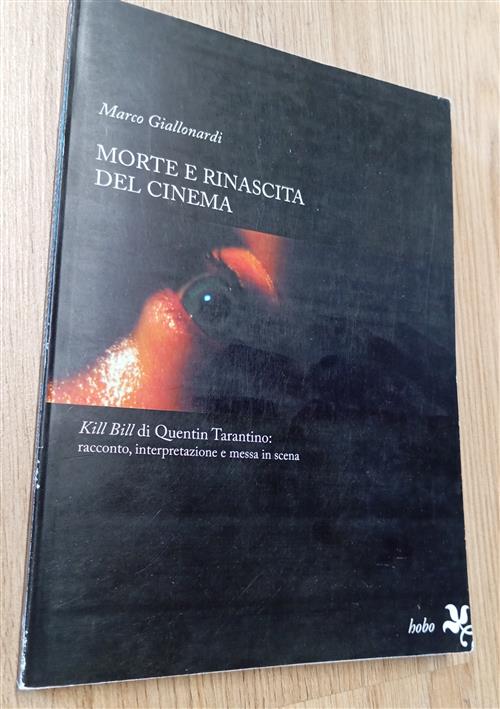 Marco Giallonardi
MORTE E RINASCITA
DEL CINEMA
Kill Bill di Quentin Tarantino:
racconto, interpretazione e messa in scena
hobo